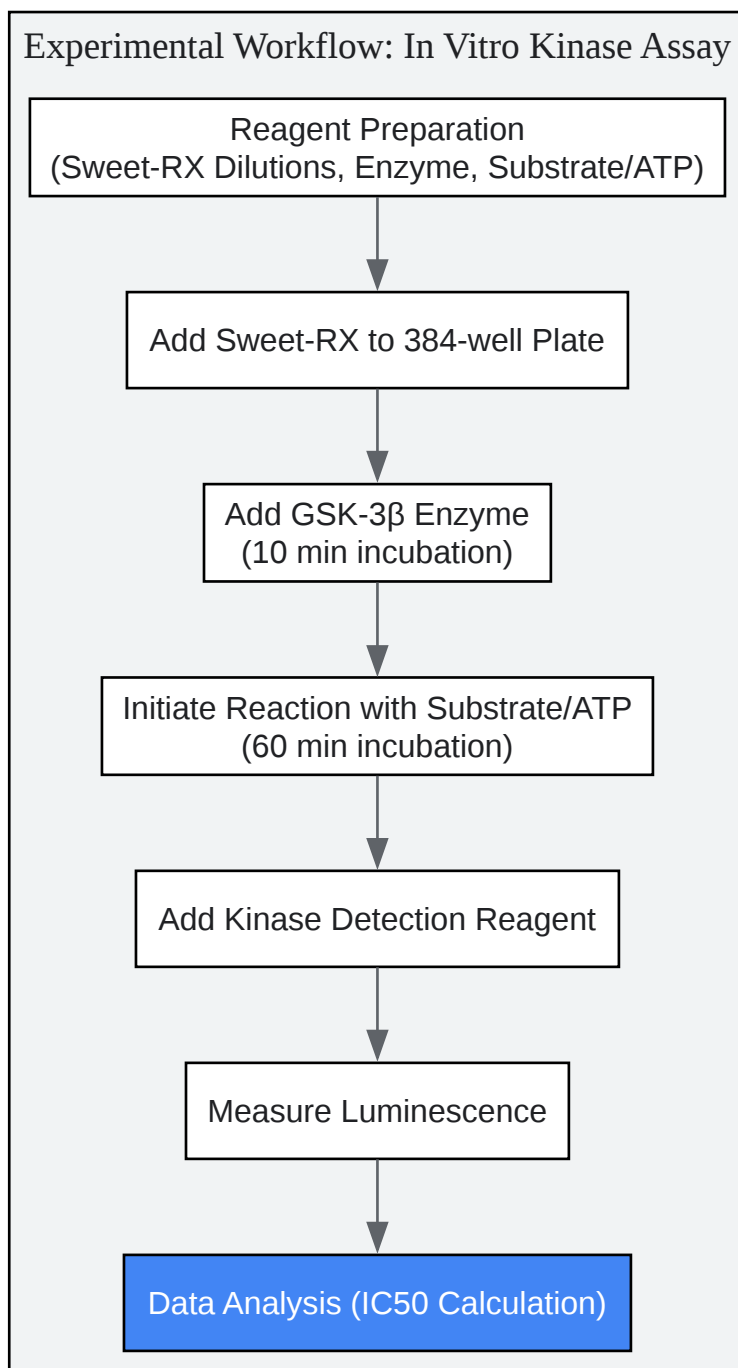 Experimental Workflow: In Vitro Kinase Assay
Reagent Preparation
(Sweet-RX Dilutions, Enzyme, Substrate/ATP)
Add Sweet-RX to 384-well Plate
Add GSK-3β Enzyme
(10 min incubation)
Initiate Reaction with Substrate/ATP
(60 min incubation)
Add Kinase Detection Reagent
Measure Luminescence
Data Analysis (IC50 Calculation)